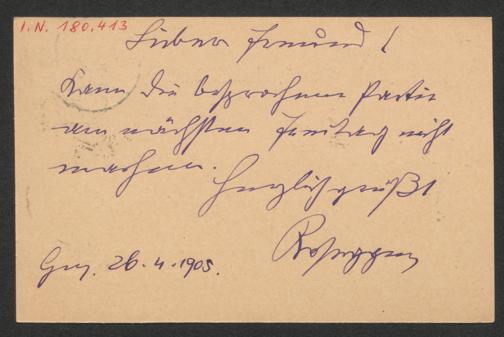 I.N. 180.413
Lieber Freund!
Kann die besprochene Partie
am nächsten Freitag nicht
machen.
Herzlich grüßt
Rosegger
Graz, 26.4.1905.